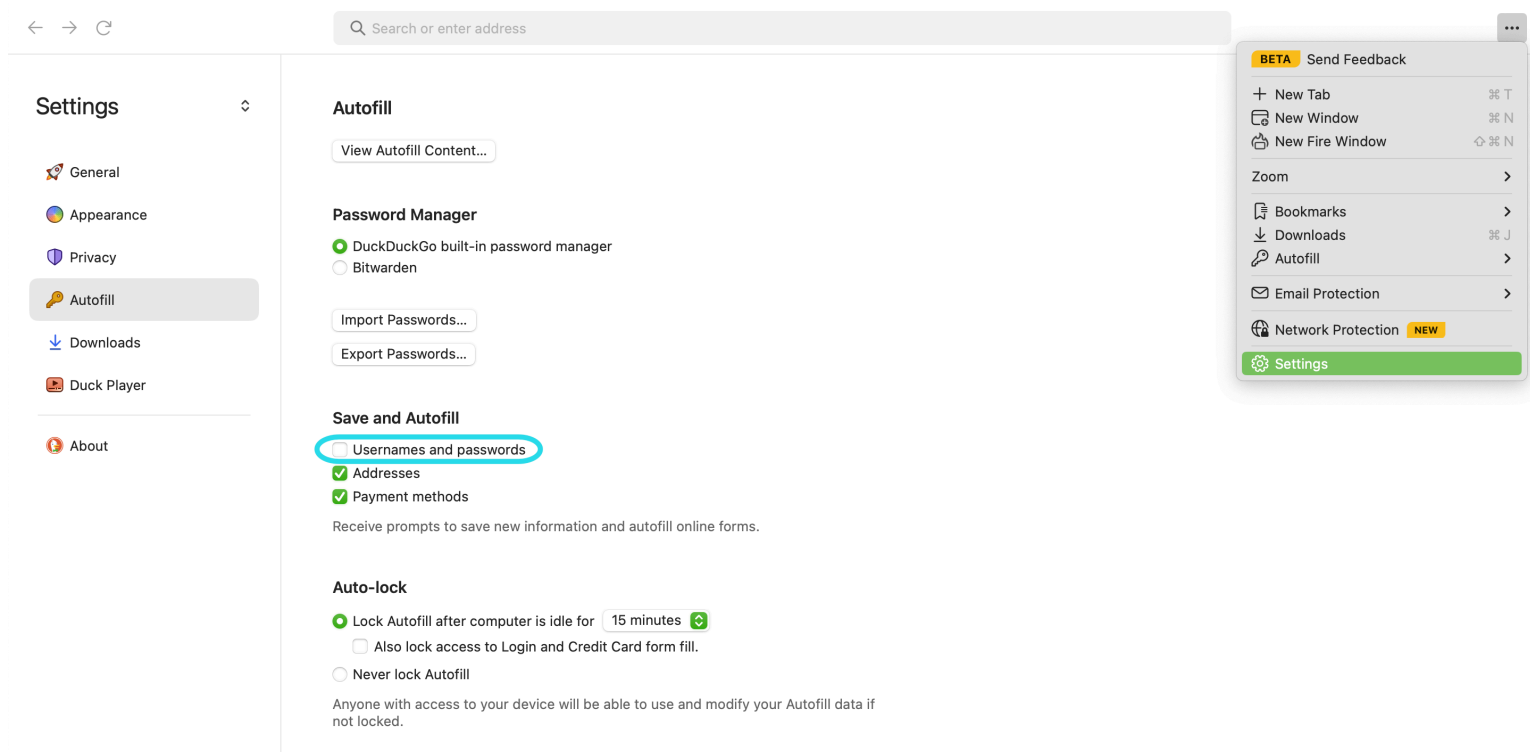 Search or enter address
Settings
General
Appearance
Privacy
Autofill
Downloads
Duck Player
About
Autofill
View Autofill Content...
Password Manager
DuckDuckGo built-in password manager
Bitwarden
Import Passwords...
Export Passwords...
Save and Autofill
Usernames and passwords
Addresses
Payment methods
Receive prompts to save new information and autofill online forms.
Auto-lock
Lock Autofill after computer is idle for 15 minutes
Also lock access to Login and Credit Card form fill.
Never lock Autofill
Anyone with access to your device will be able to use and modify your Autofill data if
not locked.
BETA Send Feedback
New Tab ⌘ T
New Window ⌘ N
New Fire Window ⇧ ⌘ N
Zoom
Bookmarks
Downloads ⌘ J
Autofill
Email Protection
Network Protection NEW
Settings